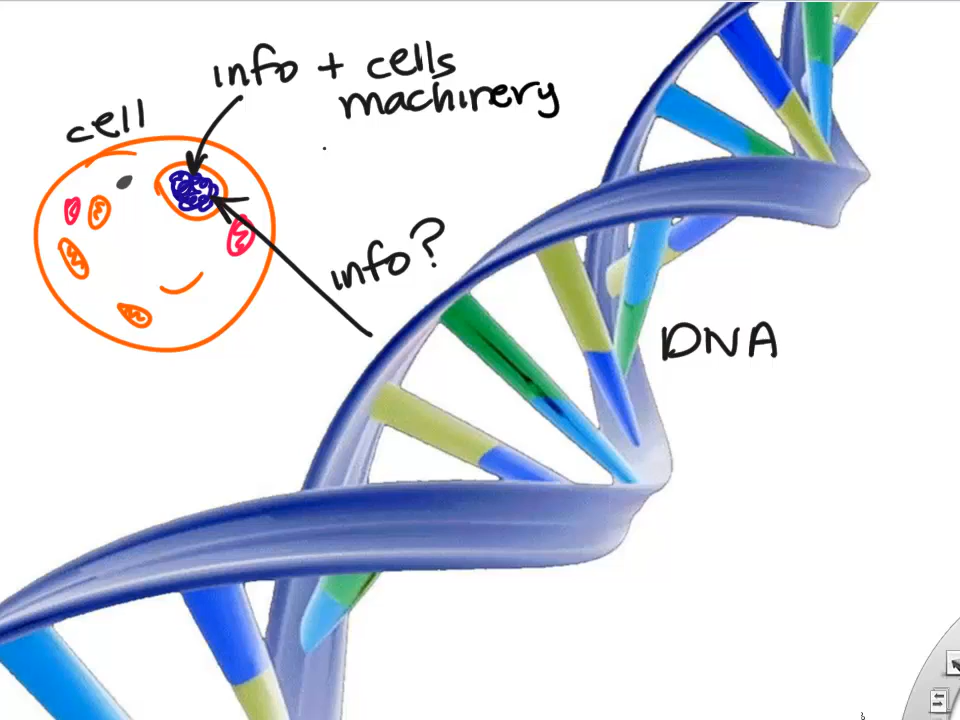 info + cells
machinery
cell
info?
DNA